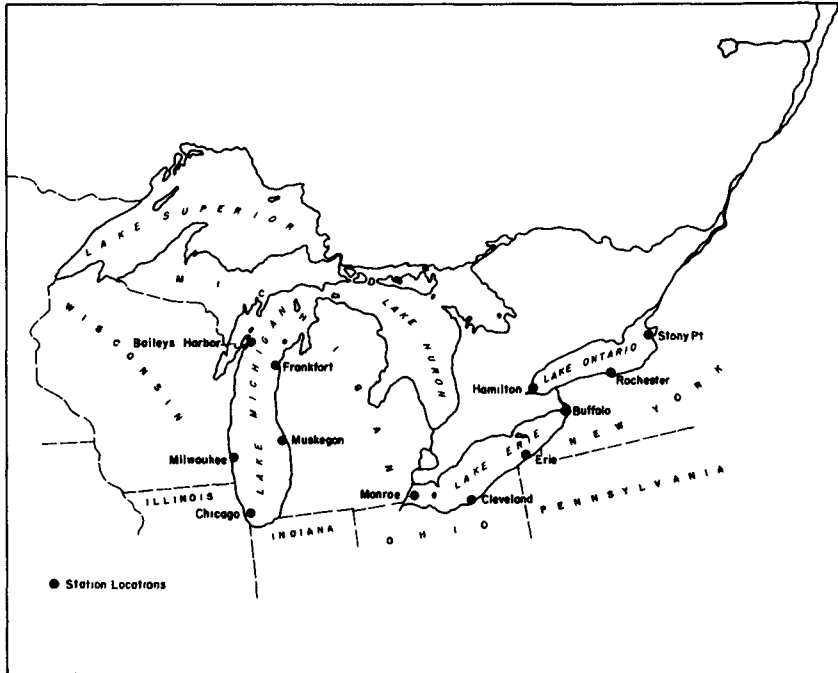 LAKE SUPERIOR
MICHIGAN
WISCONSIN
Baileys Harbor
LAKE MICHIGAN
LAKE HURON
Stony Pt
Frankfort
LAKE ONTARIO
Hamilton
Rochester
Buffalo
NEW YORK
Muskegon
LAKE ERIE
Milwaukee
Erie
ILLINOIS
Monroe
Cleveland
PENNSYLVANIA
Chicago
INDIANA
OHIO
Station Locations